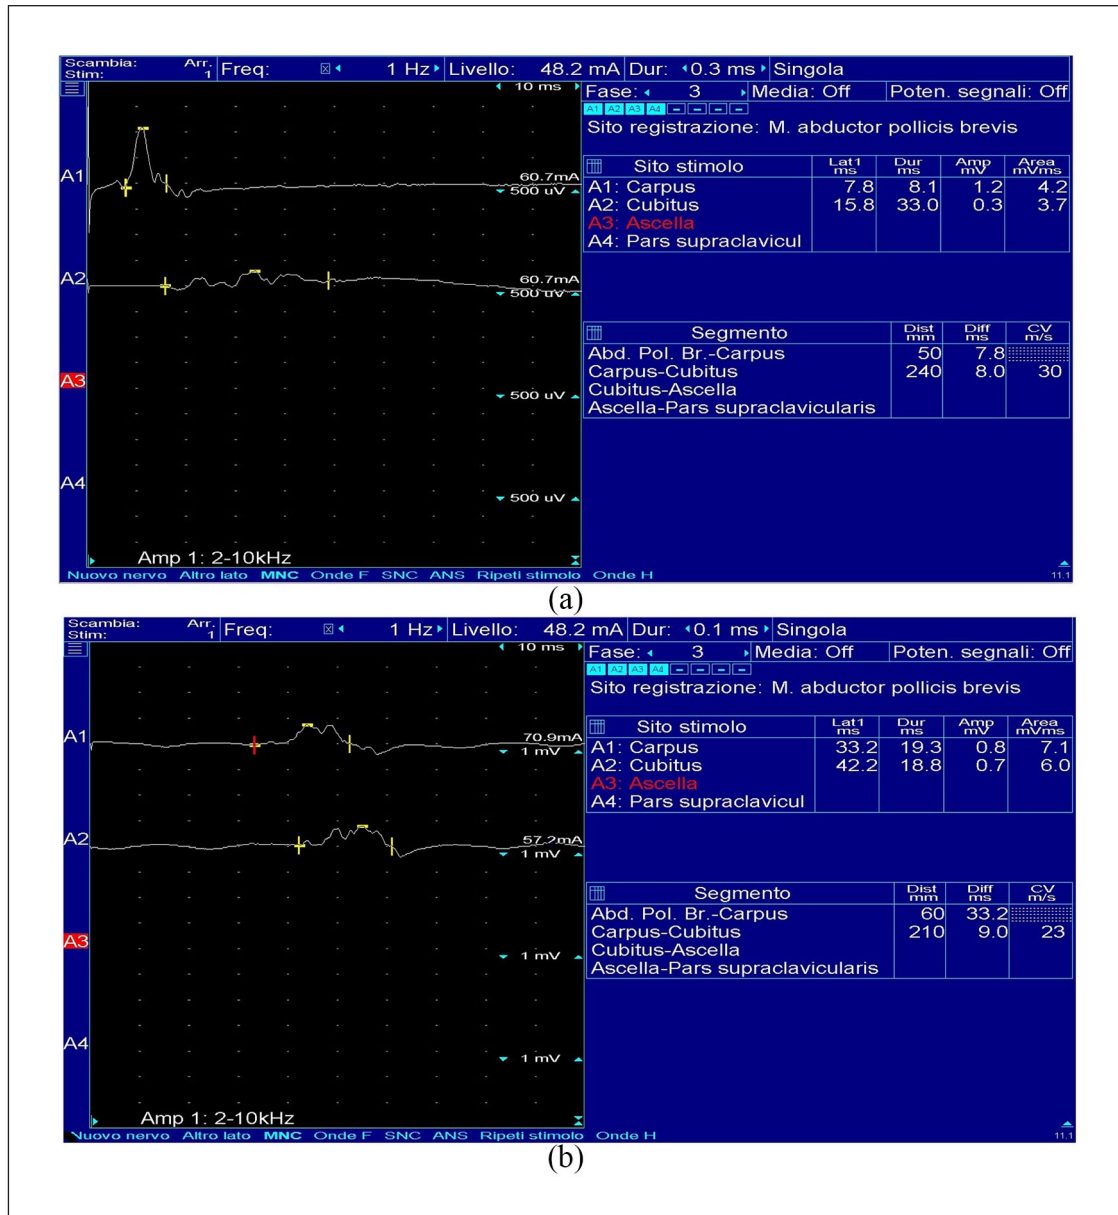 Scambia: Arr. Freq: 1 Hz Livello: 48.2 mA Dur: 0.3 ms Singola
Stim: 1
10 ms Fase: 3 Media: Off Poten. segnali: Off
A1 A2 A3 A4
Sito registrazione: M. abductor pollicis brevis
Sito stimolo Lat1 ms Dur ms Amp mV Area mVms
A1: Carpus 7.8 8.1 1.2 4.2
A2: Cubitus 15.8 33.0 0.3 3.7
A3: Ascella
A4: Pars supraclavicul
Segmento Dist mm Diff ms CV m/s
Abd. Pol. Br.-Carpus 50 7.8
Carpus-Cubitus 240 8.0 30
Cubitus-Ascella
Ascella-Pars supraclavicularis
A1 60.7mA
500 uV
A2 60.7mA
500 uV
A3 500 uV
A4 500 uV
Amp 1: 2-10kHz
Nuovo nervo Altro lato MNC Onde F SNC ANS Ripeti stimolo Onde H 11.1
(a)
Scambia: Arr. Freq: 1 Hz Livello: 48.2 mA Dur: 0.1 ms Singola
Stim: 1
10 ms Fase: 3 Media: Off Poten. segnali: Off
A1 A2 A3 A4
Sito registrazione: M. abductor pollicis brevis
Sito stimolo Lat1 ms Dur ms Amp mV Area mVms
A1: Carpus 33.2 19.3 0.8 7.1
A2: Cubitus 42.2 18.8 0.7 6.0
A3: Ascella
A4: Pars supraclavicul
Segmento Dist mm Diff ms CV m/s
Abd. Pol. Br.-Carpus 60 33.2
Carpus-Cubitus 210 9.0 23
Cubitus-Ascella
Ascella-Pars supraclavicularis
A1 70.9mA
1 mV
A2 57.2mA
1 mV
A3 1 mV
A4 1 mV
Amp 1: 2-10kHz
Nuovo nervo Altro lato MNC Onde F SNC ANS Ripeti stimolo Onde H 11.1
(b)